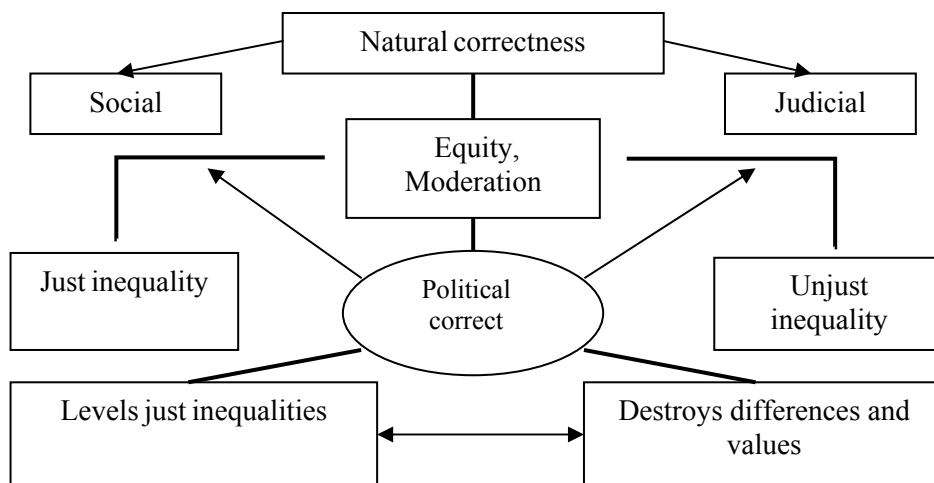 Natural correctness
Social
Judicial
Equity,
Moderation
Just inequality
Political
correct
Unjust
inequality
Levels just inequalities
Destroys differences and
values